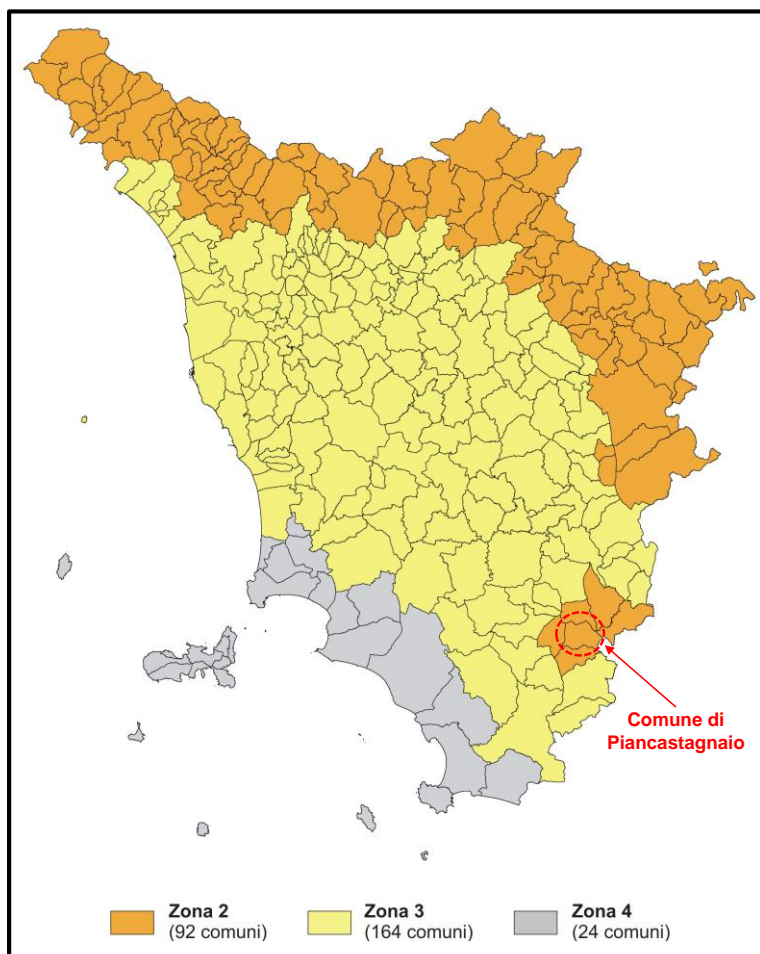 Comune di
Piancastagnaio
Zona 2
(92 comuni)
Zona 3
(164 comuni)
Zona 4
(24 comuni)